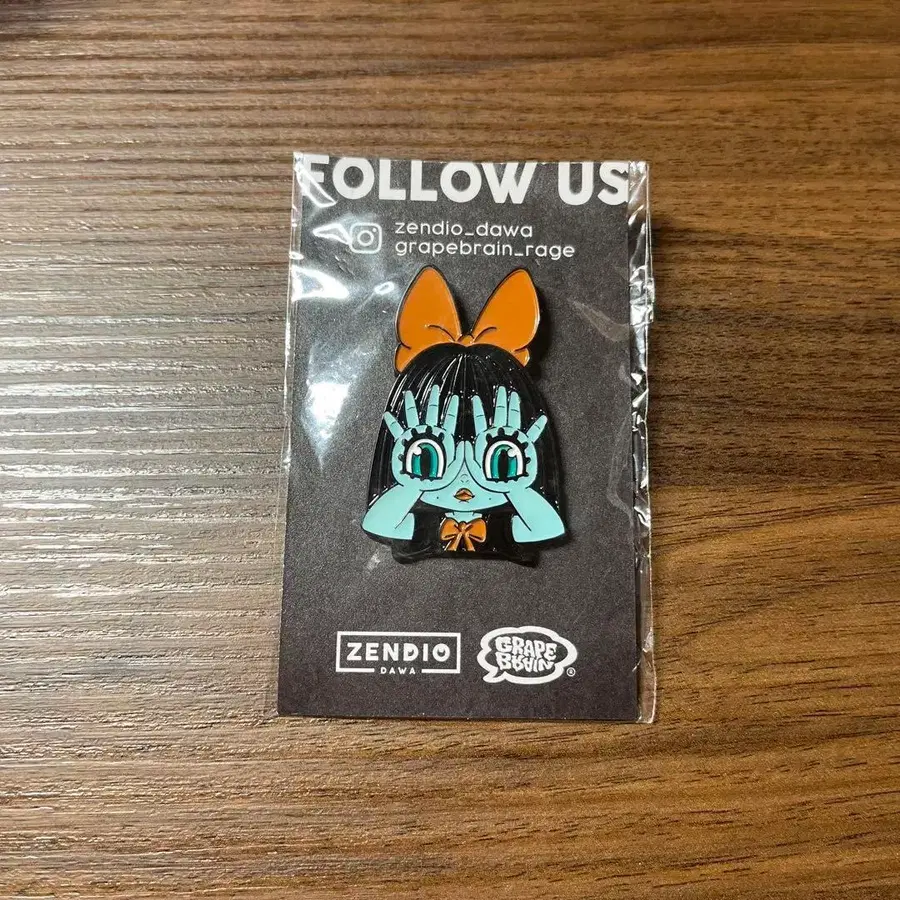 FOLLOW US
zendio_dawa
grapebrain_rage
ZENDIO
DAWA
GRAPE
BRAIN
®